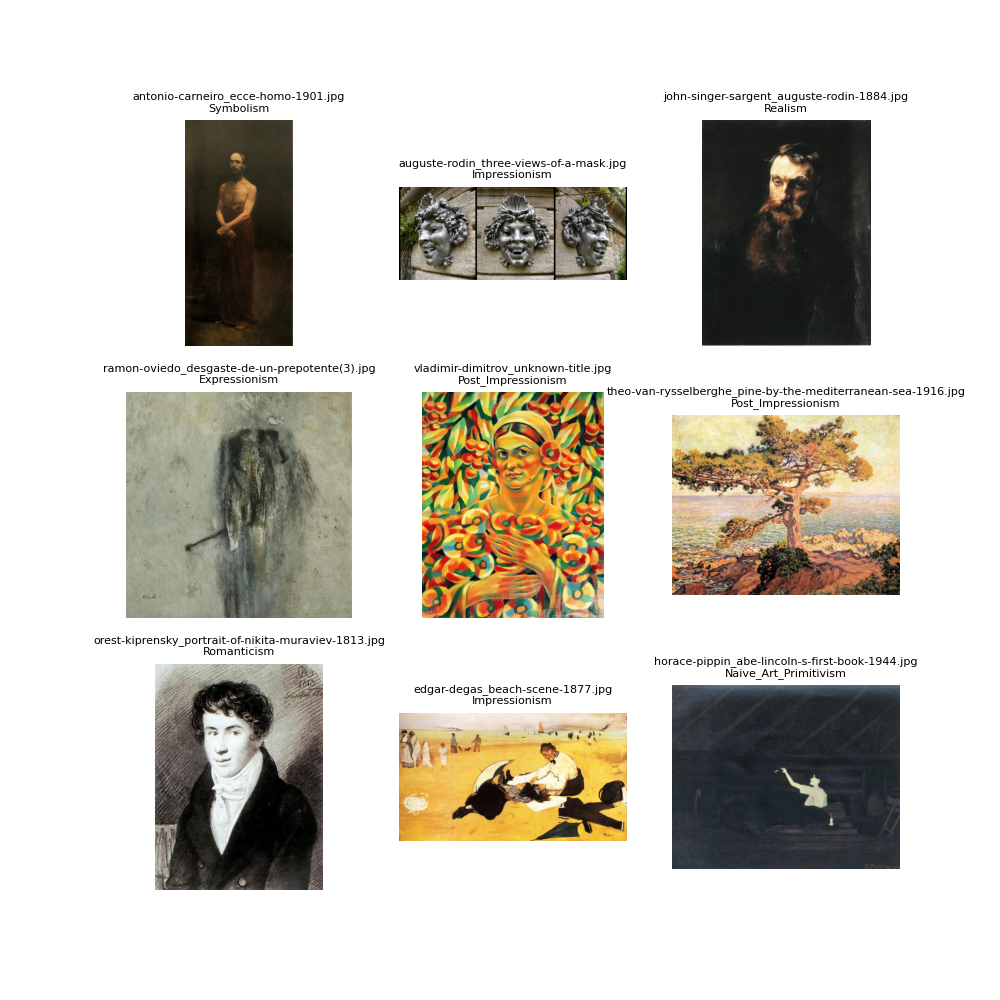 antonio-carneiro_ecce-homo-1901.jpg
Symbolism
auguste-rodin_three-views-of-a-mask.jpg
Impressionism
john-singer-sargent_auguste-rodin-1884.jpg
Realism
ramon-oviedo_desgaste-de-un-prepotente(3).jpg
Expressionism
vladimir-dimitrov_unknown-title.jpg
Post_Impressionism
theo-van-rysselberghe_pine-by-the-mediterranean-sea-1916.jpg
Post_Impressionism
orest-kiprensky_portrait-of-nikita-muraviev-1813.jpg
Romanticism
1813
edgar-degas_beach-scene-1877.jpg
Impressionism
horace-pippin_abe-lincoln-s-first-book-1944.jpg
Naive_Art_Primitivism